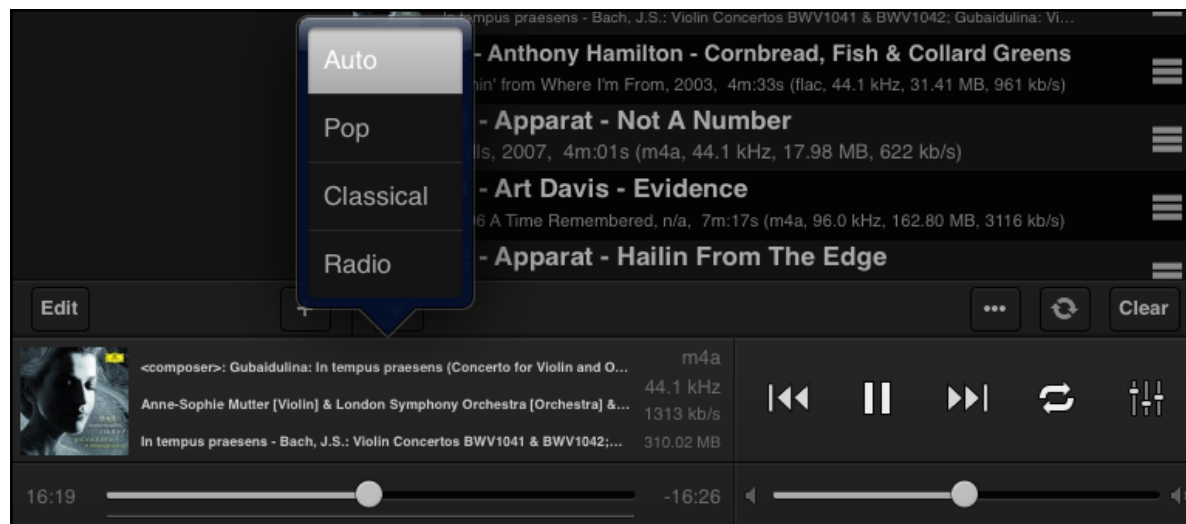 In tempus praesens - Bach, J.S.: Violin Concertos BWV1041 & BWV1042; Gubaidulina: Vi...
Auto
Pop
Classical
Radio
- Anthony Hamilton - Cornbread, Fish & Collard Greens
from Where I'm From, 2003, 4m:33s (flac, 44.1 kHz, 31.41 MB, 961 kb/s)
- Apparat - Not A Number
2007, 4m:01s (m4a, 44.1 kHz, 17.98 MB, 622 kb/s)
- Art Davis - Evidence
A Time Remembered, n/a, 7m:17s (m4a, 96.0 kHz, 162.80 MB, 3116 kb/s)
- Apparat - Hailin From The Edge
Edit
+
•••
Clear
<composer>: Gubaidulina: In tempus praesens (Concerto for Violin and O...
Anne-Sophie Mutter [Violin] & London Symphony Orchestra [Orchestra] &...
In tempus praesens - Bach, J.S.: Violin Concertos BWV1041 & BWV1042;...
m4a
44.1 kHz
1313 kb/s
310.02 MB
16:19
-16:26